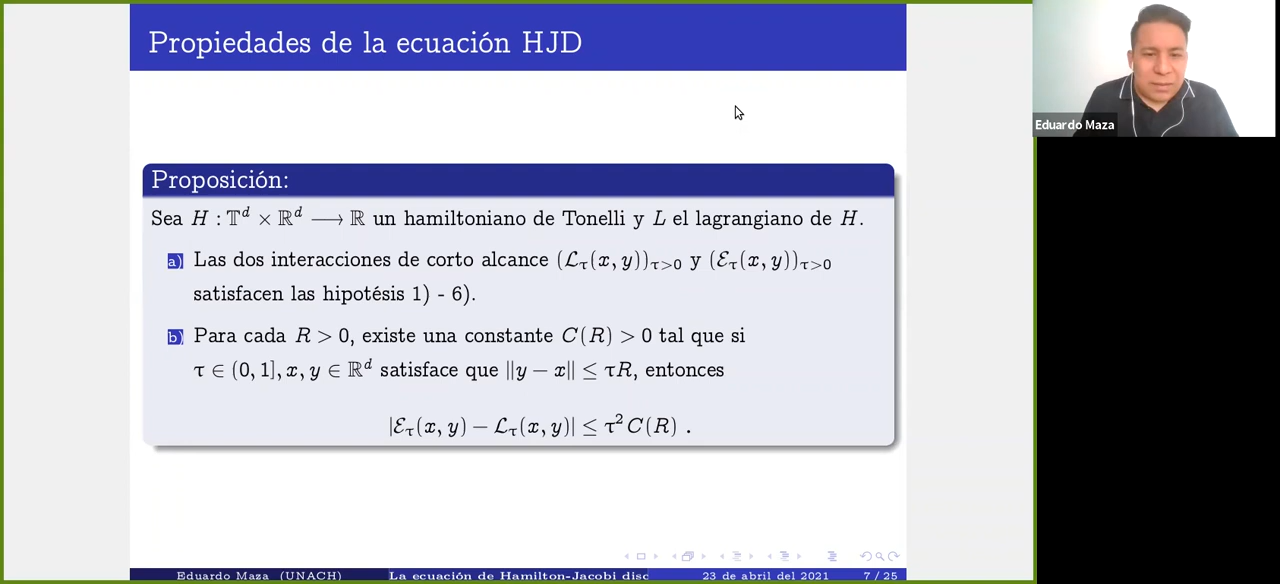 Propiedades de la ecuación HJD
Eduardo Maza
Proposición:
Sea H : 𝕋^d × ℝ^d ⟶ ℝ un hamiltoniano de Tonelli y L el lagrangiano de H.
a) Las dos interacciones de corto alcance (ℒ_τ(x, y))_{τ>0} y (ℰ_τ(x, y))_{τ>0}
satisfacen las hipotésis 1) - 6).
b) Para cada R > 0, existe una constante C(R) > 0 tal que si
τ ∈ (0, 1], x, y ∈ ℝ^d satisface que ||y − x|| ≤ τR, entonces
|ℰ_τ(x, y) − ℒ_τ(x, y)| ≤ τ² C(R) .
Eduardo Maza (UNACH) La ecuación de Hamilton-Jacobi disc 23 de abril del 2021 7 / 25